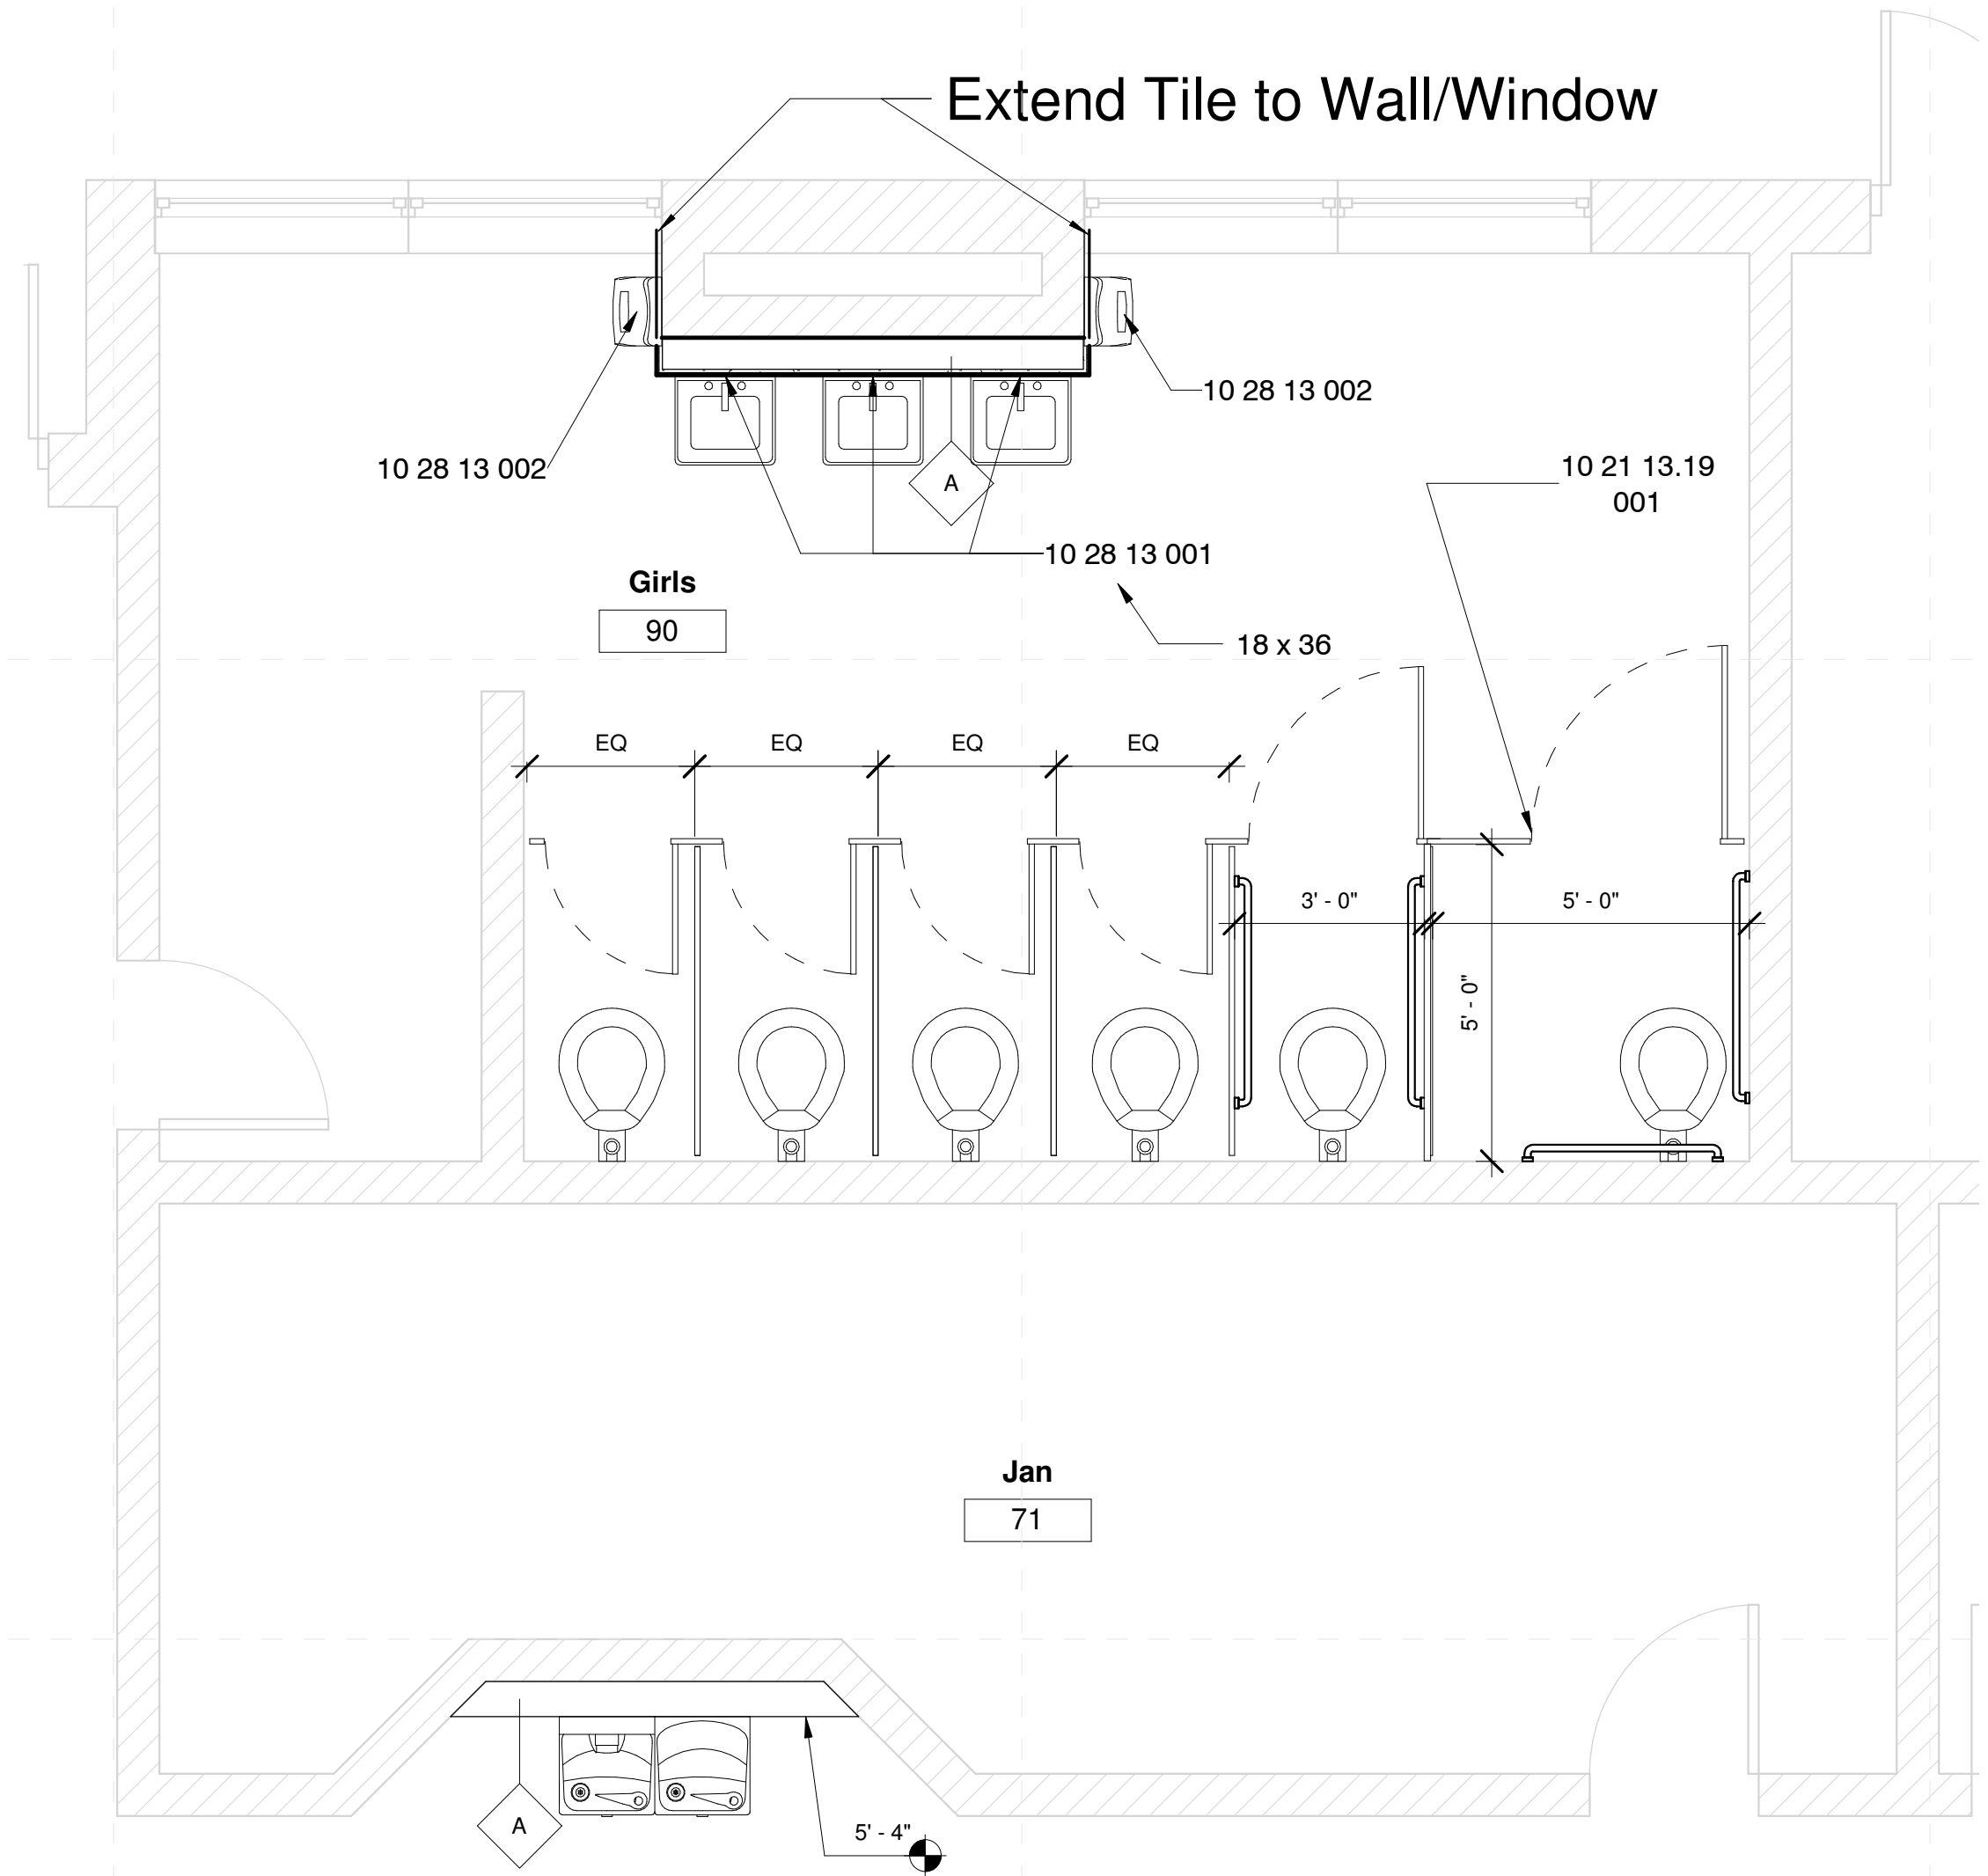 Extend Tile to Wall/Window
10 28 13 002
10 28 13 002
10 21 13.19
001
A
10 28 13 001
Girls
90
18 x 36
EQ
EQ
EQ
EQ
3' - 0"
5' - 0"
5' - 0"
Jan
71
A
5' - 4"